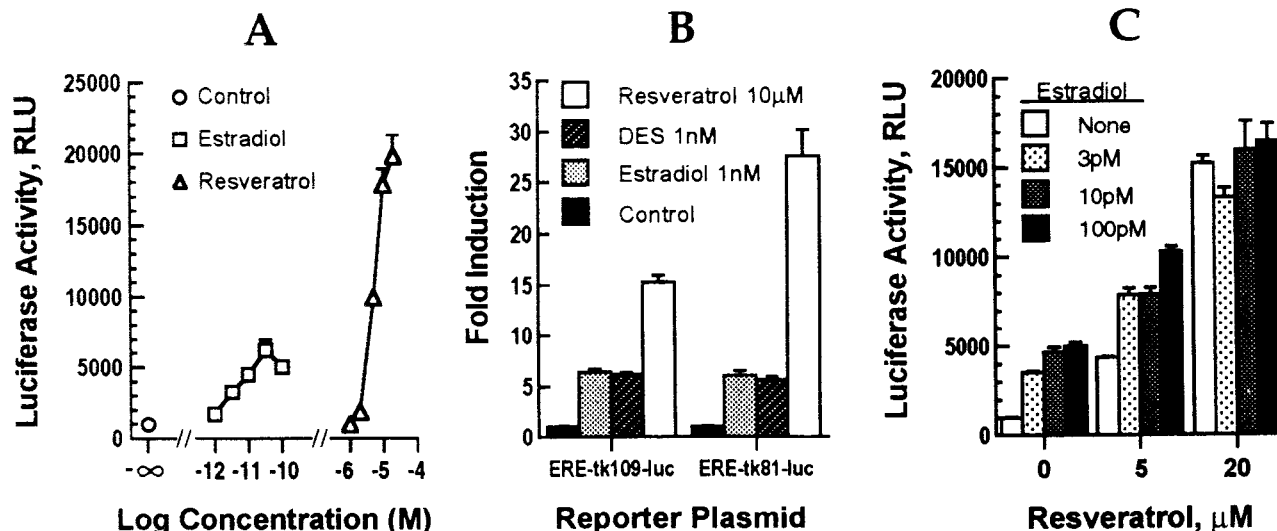 A
Luciferase Activity, RLU
25000
20000
15000
10000
5000
0
Control
Estradiol
Resveratrol
-∞
-12
-11
-10
-6
-5
-4
Log Concentration (M)
B
Fold Induction
35
30
25
20
15
10
5
0
Resveratrol 10µM
DES 1nM
Estradiol 1nM
Control
ERE-tk109-luc
ERE-tk81-luc
Reporter Plasmid
C
Luciferase Activity, RLU
20000
15000
10000
5000
0
Estradiol
None
3pM
10pM
100pM
0
5
20
Resveratrol, µM